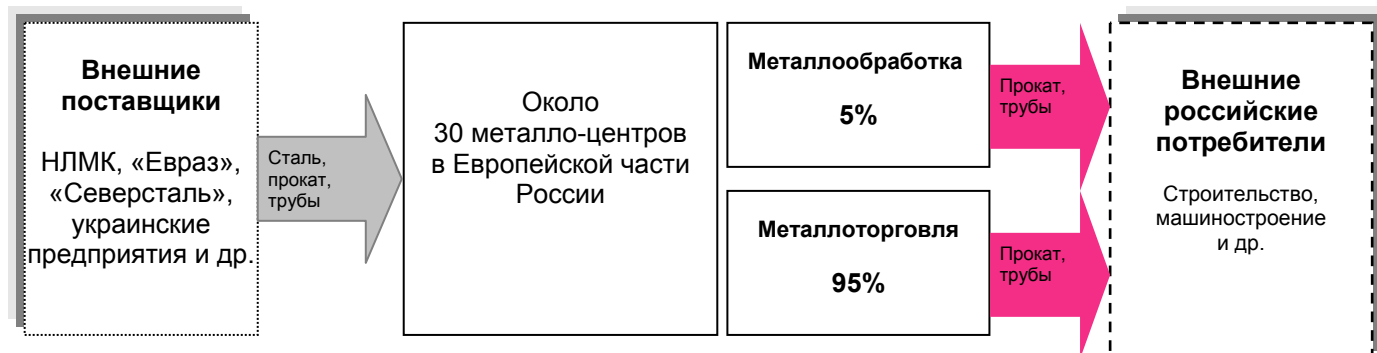 Внешние
поставщики
НЛМК, «Евраз»,
«Северсталь»,
украинские
предприятия и др.
Сталь,
прокат,
трубы
Около
30 металло-центров
в Европейской части
России
Металлообработка
5%
Прокат,
трубы
Металлоторговля
95%
Прокат,
трубы
Внешние
российские
потребители
Строительство,
машиностроение
и др.